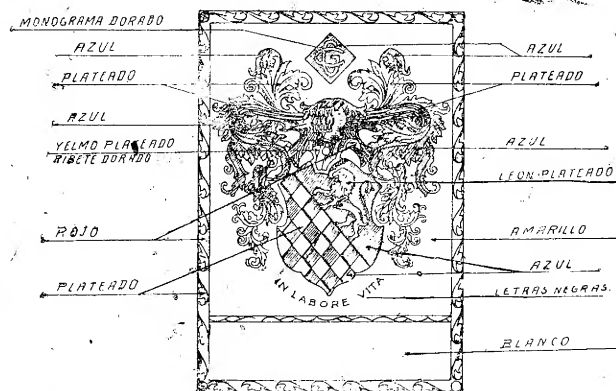 MONOGRAMA DORADO
AZUL
PLATEADO
AZUL
YELMO PLATEADO
RIBETE DORADO
ROJO
PLATEADO
AZUL
PLATEADO
AZUL
LEON-PLATEADO
AMARILLO
AZUL
LETRAS NEGRAS.
BLANCO
IN LABORE VITA